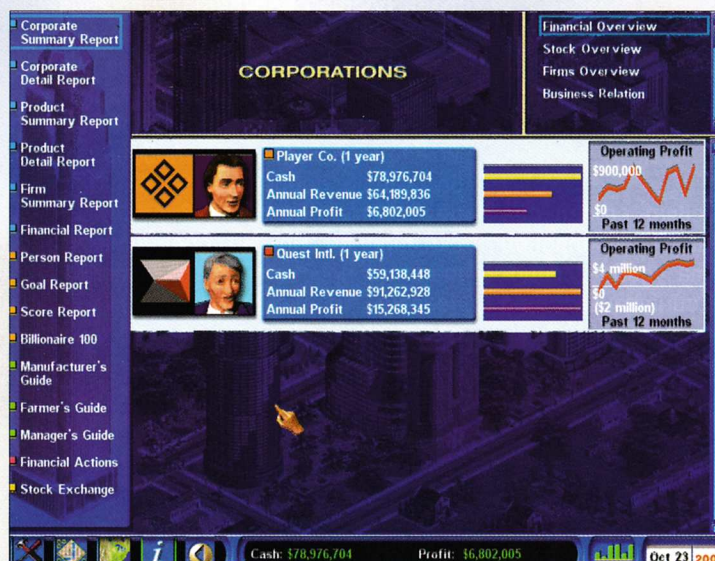 Corporate
Summary Report
Corporate
Detail Report
Product
Summary Report
Product
Detail Report
Firm
Summary Report
Financial Report
Person Report
Goal Report
Score Report
Billionaire 100
Manufacturer's
Guide
Farmer's Guide
Manager's Guide
Financial Actions
Stock Exchange
CORPORATIONS
Financial Overview
Stock Overview
Firms Overview
Business Relation
Player Co. (1 year)
Cash $78,976,704
Annual Revenue $64,189,836
Annual Profit $6,802,005
Operating Profit
$900,000
$0
Past 12 months
Quest Intl. (1 year)
Cash $59,138,448
Annual Revenue $91,262,928
Annual Profit $15,268,345
Operating Profit
$4 million
$0
($2 million)
Past 12 months
i
Cash: $78,976,704 Profit: $6,802,005
Oct 23